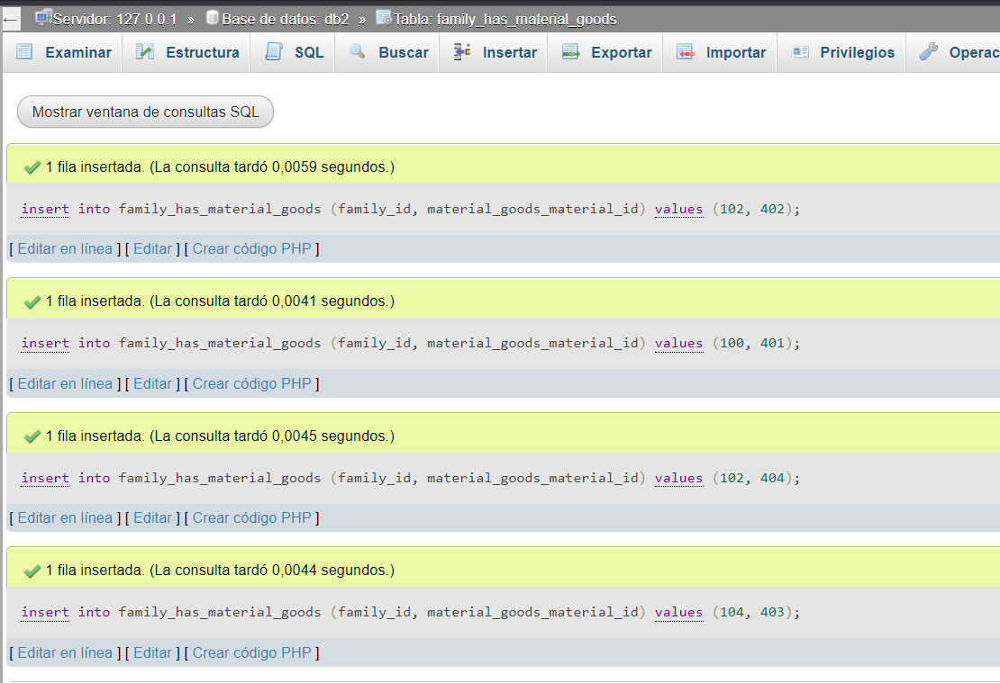 ← Servidor: 127.0.0.1 » Base de datos: db2 » Tabla: family_has_material_goods
Examinar Estructura SQL Buscar Insertar Exportar Importar Privilegios Operac
Mostrar ventana de consultas SQL
1 fila insertada. (La consulta tardó 0,0059 segundos.)
insert into family_has_material_goods (family_id, material_goods_material_id) values (102, 402);
[ Editar en línea ] [ Editar ] [ Crear código PHP ]
1 fila insertada. (La consulta tardó 0,0041 segundos.)
insert into family_has_material_goods (family_id, material_goods_material_id) values (100, 401);
[ Editar en línea ] [ Editar ] [ Crear código PHP ]
1 fila insertada. (La consulta tardó 0,0045 segundos.)
insert into family_has_material_goods (family_id, material_goods_material_id) values (102, 404);
[ Editar en línea ] [ Editar ] [ Crear código PHP ]
1 fila insertada. (La consulta tardó 0,0044 segundos.)
insert into family_has_material_goods (family_id, material_goods_material_id) values (104, 403);
[ Editar en línea ] [ Editar ] [ Crear código PHP ]